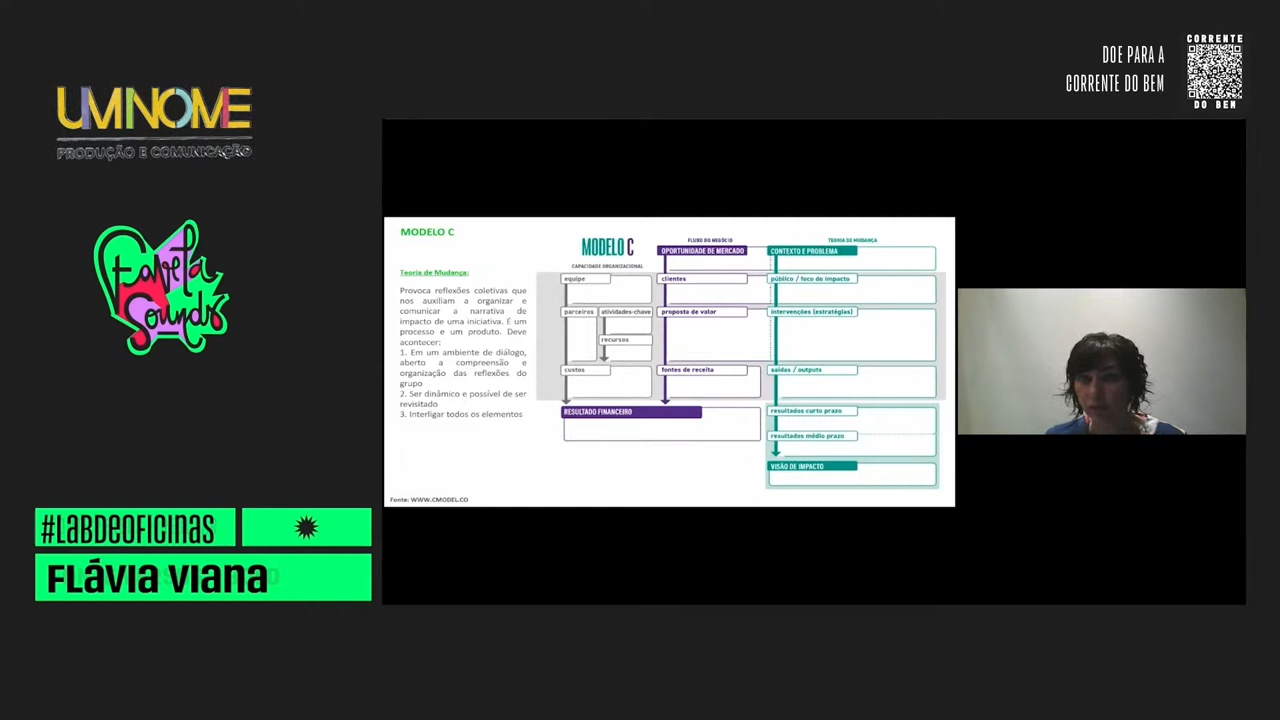 DOE PARA A
CORRENTE DO BEM
CORRENTE
DO BEM
UMNOME
PRODUÇÃO E COMUNICAÇÃO
favela
Sounds
MODELO C
Teoria de Mudança:
Provoca reflexões coletivas que
nos auxiliam a organizar e
comunicar a narrativa de
impacto de uma iniciativa. É um
processo e um produto. Deve
acontecer:
1. Em um ambiente de diálogo,
aberto a compreensão e
organização das reflexões do
grupo
2. Ser dinâmico e possível de ser
revisitado
3. Interligar todos os elementos
Fonte: WWW.CMODEL.CO
MODELO C
CAPACIDADE ORGANIZACIONAL
equipe
parceiros
atividades-chave
recursos
custos
RESULTADO FINANCEIRO
FLUXO DO NEGÓCIO
OPORTUNIDADE DE MERCADO
clientes
proposta de valor
fontes de receita
TEORIA DE MUDANÇA
CONTEXTO E PROBLEMA
público / foco do impacto
intervenções (estratégias)
saídas / outputs
resultados curto prazo
resultados médio prazo
VISÃO DE IMPACTO
#LABDEOFICINAS
FLÁVIA VIANA